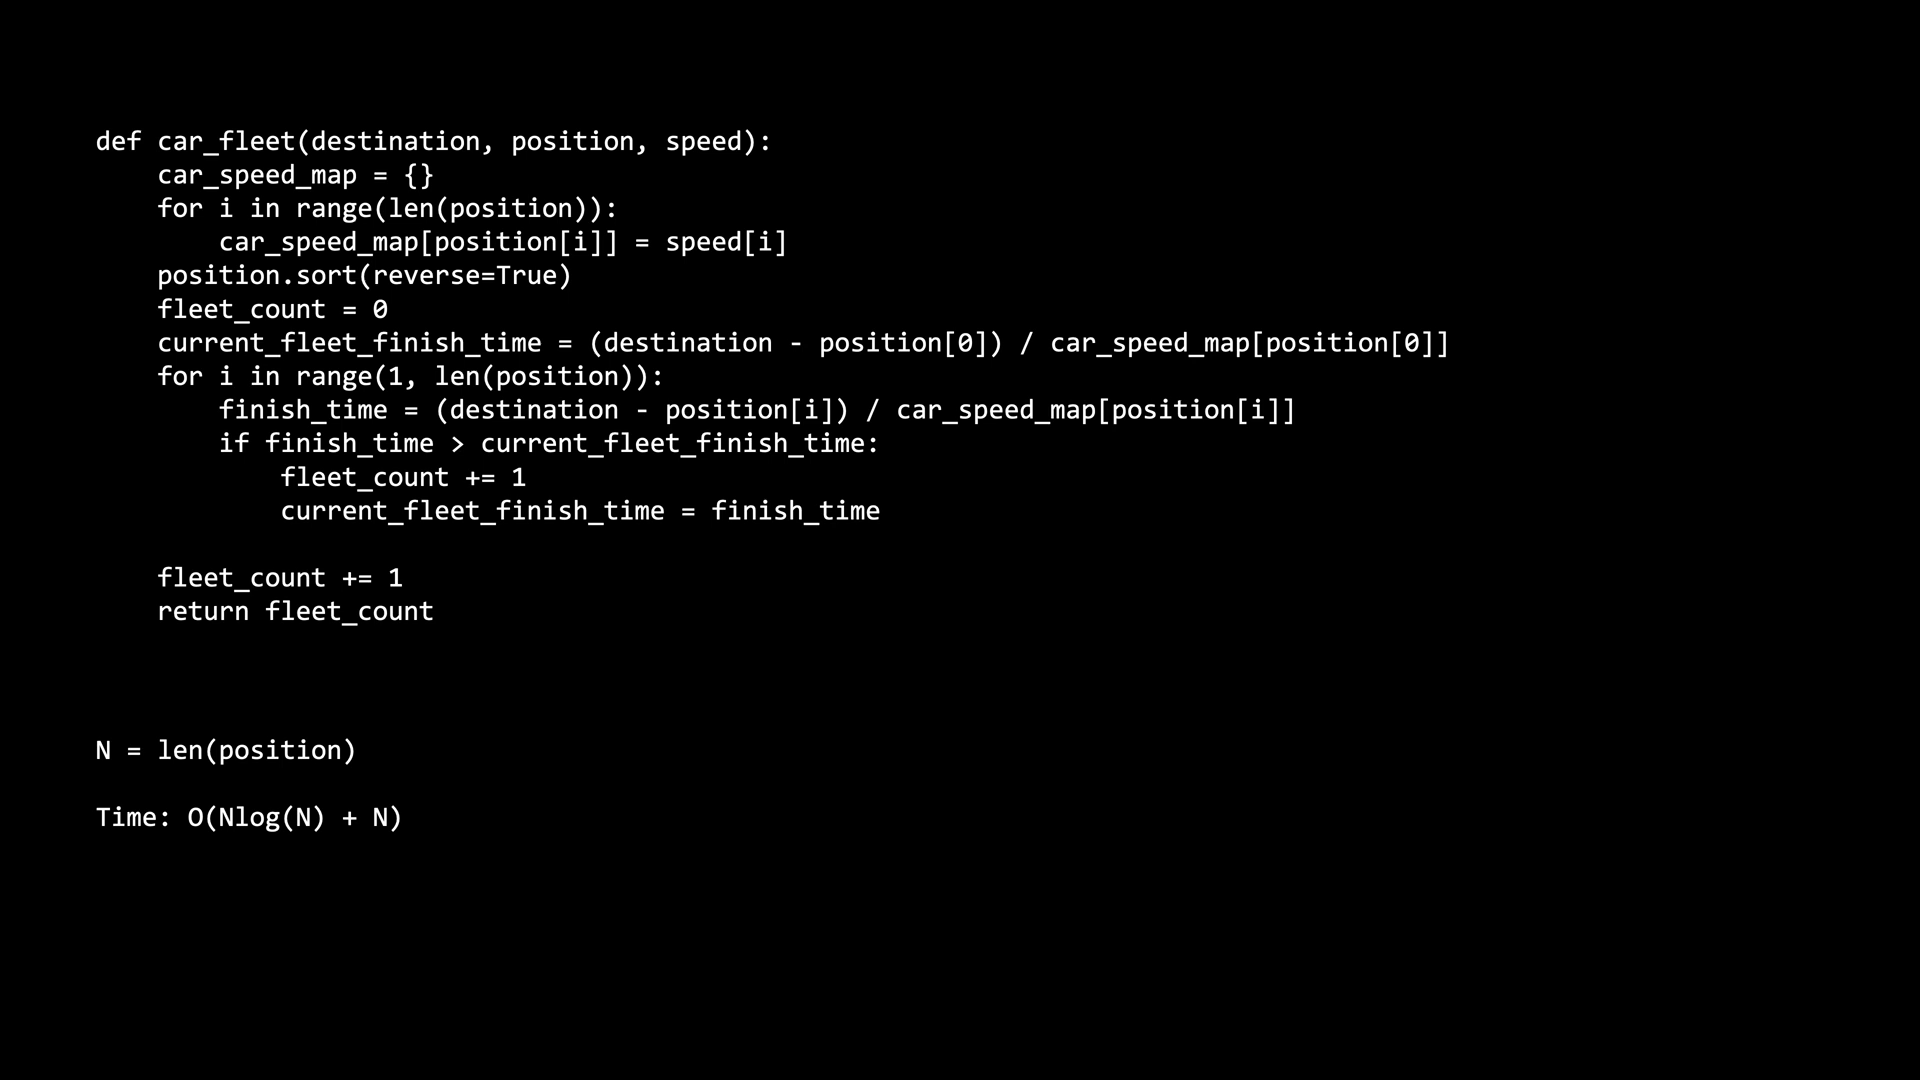 def car_fleet(destination, position, speed):
    car_speed_map = {}
    for i in range(len(position)):
        car_speed_map[position[i]] = speed[i]
    position.sort(reverse=True)
    fleet_count = 0
    current_fleet_finish_time = (destination - position[0]) / car_speed_map[position[0]]
    for i in range(1, len(position)):
        finish_time = (destination - position[i]) / car_speed_map[position[i]]
        if finish_time > current_fleet_finish_time:
            fleet_count += 1
            current_fleet_finish_time = finish_time
    fleet_count += 1
    return fleet_count
N = len(position)
Time: O(Nlog(N) + N)